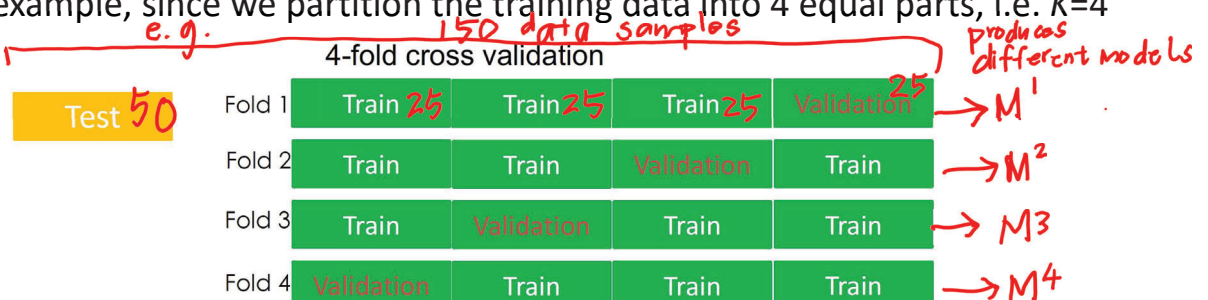 example, since we partition the training data into 4 equal parts, i.e. K=4
e.g. 150 data samples
produces
different models
4-fold cross validation
Test 50
Fold 1 Train 25 Train 25 Train 25 Validation 25 → M1
Fold 2 Train Train Validation Train → M2
Fold 3 Train Validation Train Train → M3
Fold 4 Validation Train Train Train → M4